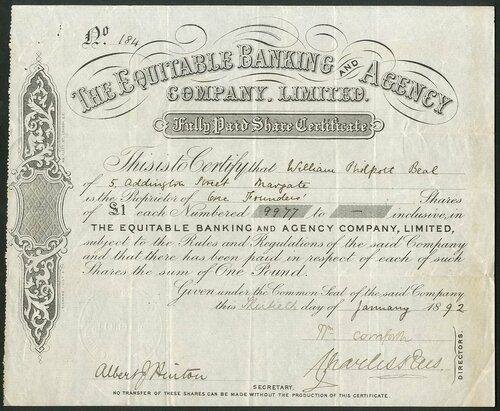 No 184
THE EQUITABLE BANKING AND AGENCY
COMPANY, LIMITED.
Fully Paid Share Certificate
This is to Certify that William Philpott Beal
of 5 Addington Street Margate
is the Proprietor of One Founders' Shares
of £1 each Numbered 9977 to — inclusive, in
THE EQUITABLE BANKING AND AGENCY COMPANY, LIMITED,
subject to the Rules and Regulations of the said Company
and that there has been paid in respect of each of such
Shares the sum of One Pound.
Given under the Common Seal of the said Company
this Thirtieth day of January 1892
Wm Cornforth
Albert J Hinton
DIRECTORS.
SECRETARY.
NO TRANSFER OF THESE SHARES CAN BE MADE WITHOUT THE PRODUCTION OF THIS CERTIFICATE.